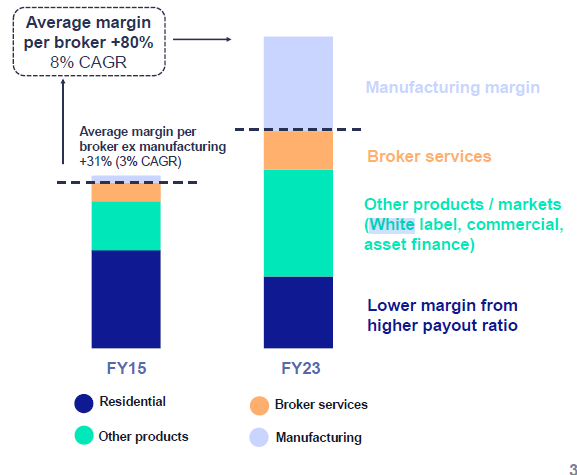 Average margin
per broker +80%
8% CAGR
Average margin per
broker ex manufacturing
+31% (3% CAGR)
Manufacturing margin
Broker services
Other products / markets
(White label, commercial,
asset finance)
Lower margin from
higher payout ratio
FY15
FY23
Residential
Broker services
Other products
Manufacturing
3